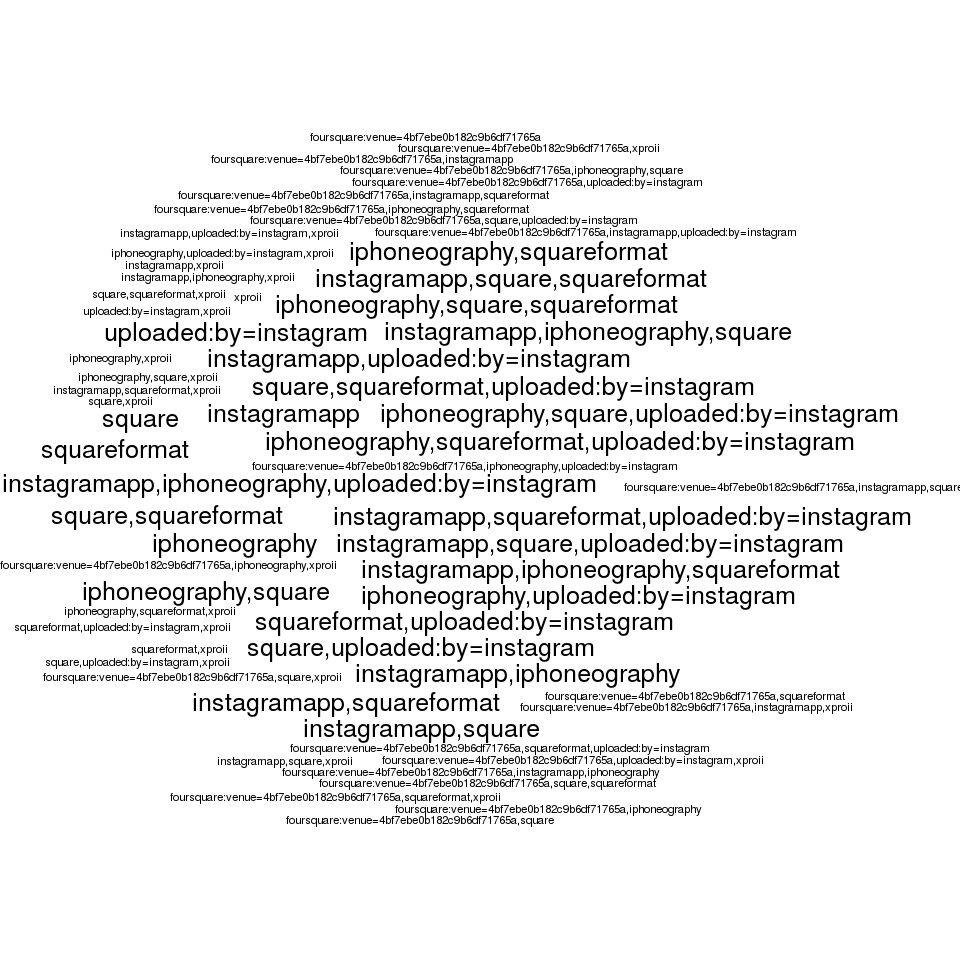 foursquare:venue=4bf7ebe0b182c9b6df71765a
foursquare:venue=4bf7ebe0b182c9b6df71765a,xproii
foursquare:venue=4bf7ebe0b182c9b6df71765a,instagramapp
foursquare:venue=4bf7ebe0b182c9b6df71765a,iphoneography,square
foursquare:venue=4bf7ebe0b182c9b6df71765a,uploaded:by=instagram
foursquare:venue=4bf7ebe0b182c9b6df71765a,instagramapp,squareformat
foursquare:venue=4bf7ebe0b182c9b6df71765a,iphoneography,squareformat
foursquare:venue=4bf7ebe0b182c9b6df71765a,square,uploaded:by=instagram
instagramapp,uploaded:by=instagram,xproii foursquare:venue=4bf7ebe0b182c9b6df71765a,instagramapp,uploaded:by=instagram
iphoneography,uploaded:by=instagram,xproii iphoneography,squareformat
instagramapp,xproii
instagramapp,iphoneography,xproii instagramapp,square,squareformat
square,squareformat,xproii xproii iphoneography,square,squareformat
uploaded:by=instagram,xproii
uploaded:by=instagram instagramapp,iphoneography,square
iphoneography,xproii instagramapp,uploaded:by=instagram
iphoneography,square,xproii
instagramapp,squareformat,xproii square,squareformat,uploaded:by=instagram
square,xproii
square instagramapp iphoneography,square,uploaded:by=instagram
squareformat iphoneography,squareformat,uploaded:by=instagram
foursquare:venue=4bf7ebe0b182c9b6df71765a,iphoneography,uploaded:by=instagram
instagramapp,iphoneography,uploaded:by=instagram foursquare:venue=4bf7ebe0b182c9b6df71765a,instagramapp,square
square,squareformat instagramapp,squareformat,uploaded:by=instagram
iphoneography instagramapp,square,uploaded:by=instagram
foursquare:venue=4bf7ebe0b182c9b6df71765a,iphoneography,xproii instagramapp,iphoneography,squareformat
iphoneography,square iphoneography,uploaded:by=instagram
iphoneography,squareformat,xproii
squareformat,uploaded:by=instagram,xproii squareformat,uploaded:by=instagram
squareformat,xproii square,uploaded:by=instagram
square,uploaded:by=instagram,xproii
foursquare:venue=4bf7ebe0b182c9b6df71765a,square,xproii instagramapp,iphoneography
instagramapp,squareformat foursquare:venue=4bf7ebe0b182c9b6df71765a,squareformat
foursquare:venue=4bf7ebe0b182c9b6df71765a,instagramapp,xproii
instagramapp,square
foursquare:venue=4bf7ebe0b182c9b6df71765a,squareformat,uploaded:by=instagram
instagramapp,square,xproii foursquare:venue=4bf7ebe0b182c9b6df71765a,uploaded:by=instagram,xproii
foursquare:venue=4bf7ebe0b182c9b6df71765a,instagramapp,iphoneography
foursquare:venue=4bf7ebe0b182c9b6df71765a,square,squareformat
foursquare:venue=4bf7ebe0b182c9b6df71765a,squareformat,xproii
foursquare:venue=4bf7ebe0b182c9b6df71765a,iphoneography
foursquare:venue=4bf7ebe0b182c9b6df71765a,square